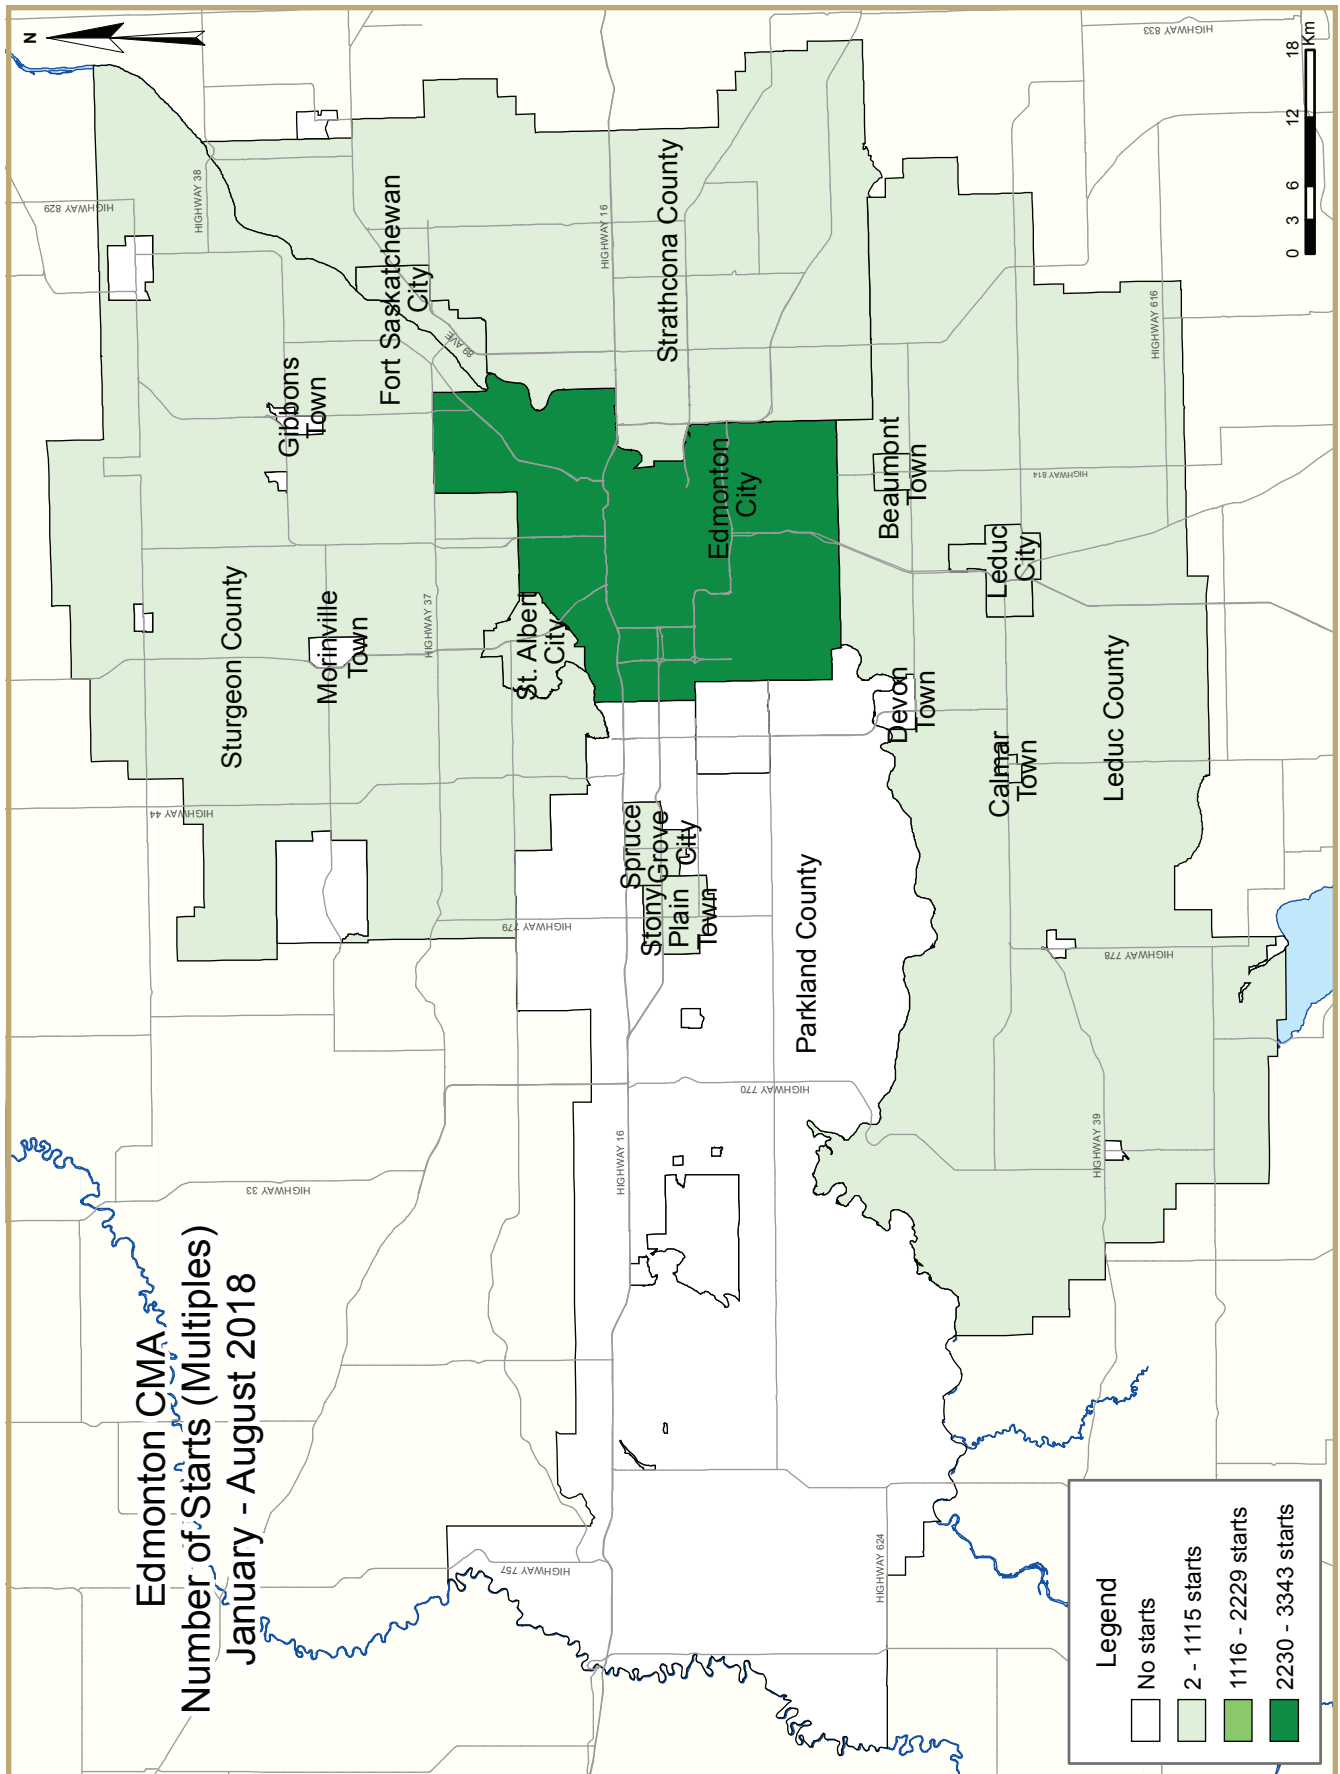 Edmonton CMA
Number of Starts (Multiples)
January - August 2018
N
HIGHWAY 829
HIGHWAY 38
HIGHWAY 833
HIGHWAY 16
Gibbons
Town
Fort Saskatchewan
City
89 AVE
Strathcona County
Sturgeon County
Morinville
Town
HIGHWAY 37
HIGHWAY 44
St. Albert
City
Edmonton
City
Beaumont
Town
HIGHWAY 814
HIGHWAY 616
Leduc
City
Devon
Town
Calmar
Town
Leduc County
Spruce
Grove
City
Stony
Plain
Town
HIGHWAY 779
Parkland County
HIGHWAY 778
HIGHWAY 770
HIGHWAY 16
HIGHWAY 39
HIGHWAY 33
HIGHWAY 757
HIGHWAY 624
0 3 6 12 18
Km
Legend
No starts
2 - 1115 starts
1116 - 2229 starts
2230 - 3343 starts